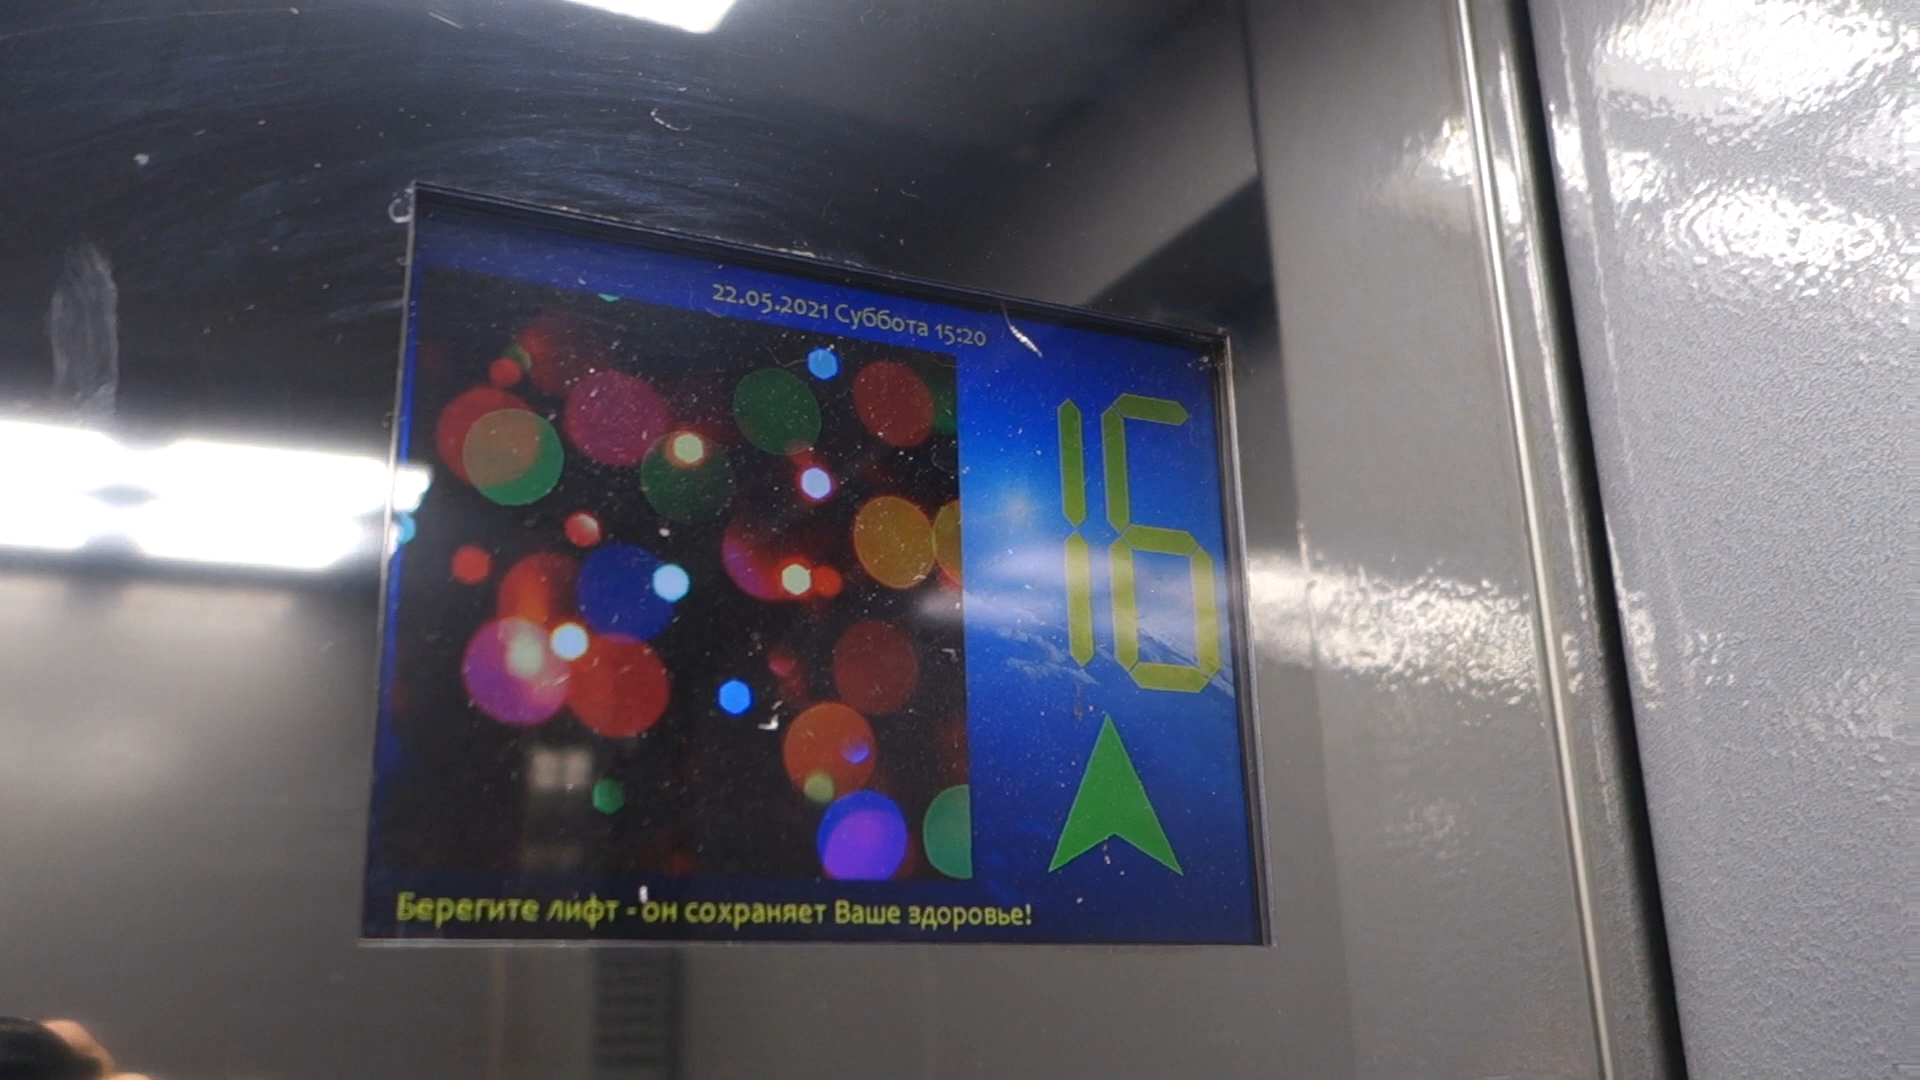 22.05.2021 Суббота 15:20
16
Берегите лифт - он сохраняет Ваше здоровье!